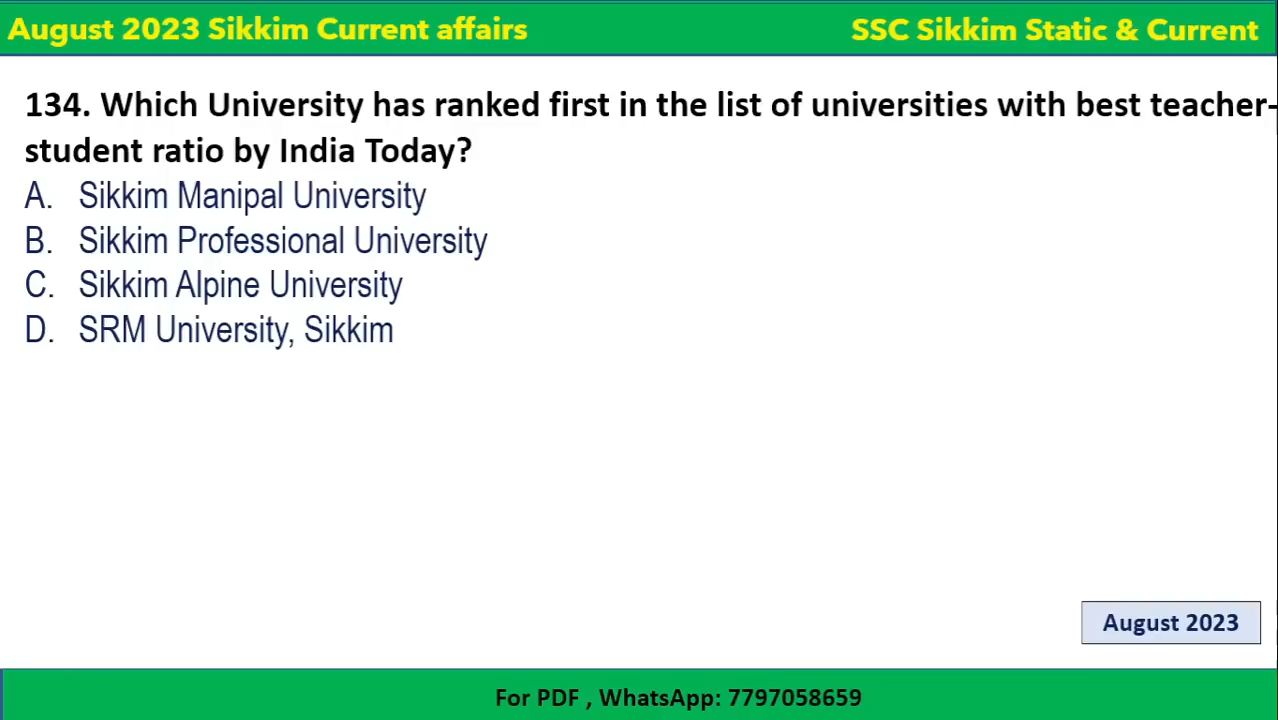 August 2023 Sikkim Current affairs
SSC Sikkim Static & Current
134. Which University has ranked first in the list of universities with best teacher-
student ratio by India Today?
A. Sikkim Manipal University
B. Sikkim Professional University
C. Sikkim Alpine University
D. SRM University, Sikkim
August 2023
For PDF , WhatsApp: 7797058659